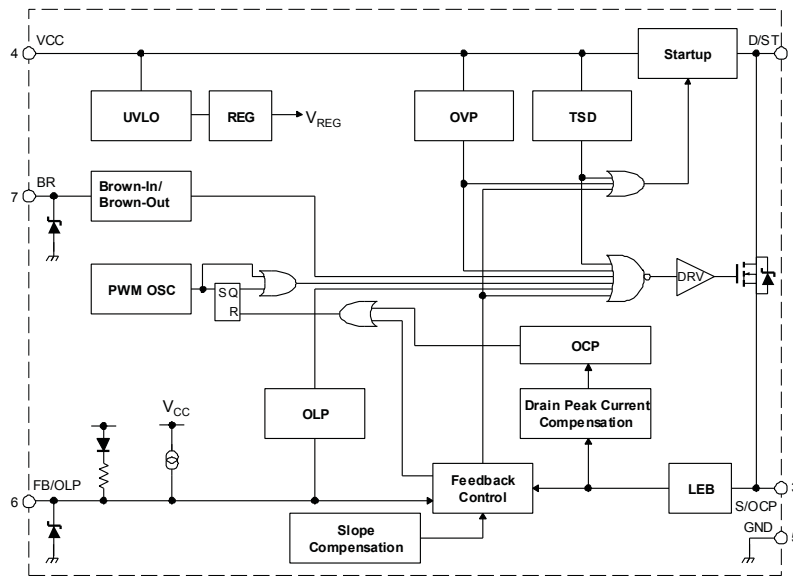 4
VCC
D/ST
Startup
UVLO
REG
VREG
OVP
TSD
7
BR
Brown-In/
Brown-Out
PWM OSC
S Q
R
DRV
OCP
OLP
Drain Peak Current
Compensation
VCC
6
FB/OLP
Feedback
Control
LEB
S/OCP
Slope
Compensation
GND